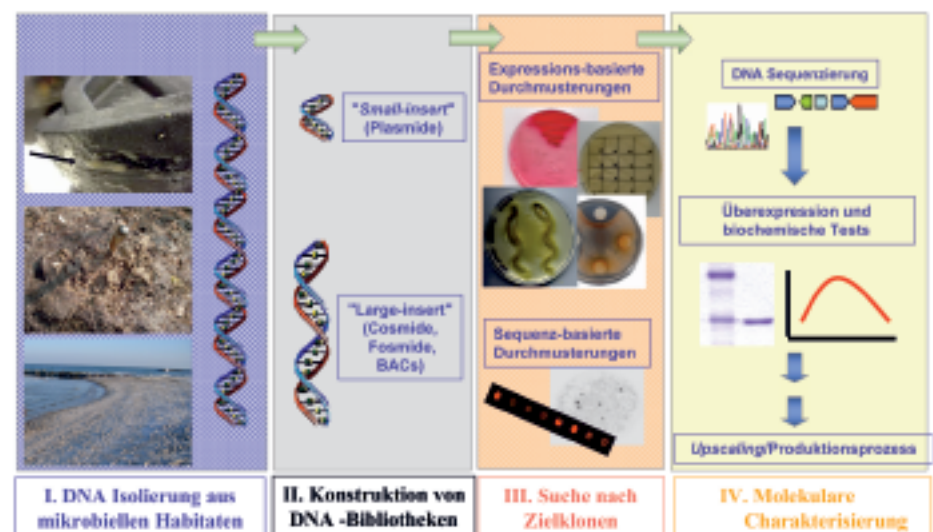 "Small-insert"
(Plasmide)
"Large-insert"
(Cosmide,
Fosmide,
BACs)
Expressions-basierte
Durchmusterungen
Sequenz-basierte
Durchmusterungen
DNA Sequenzierung
Überexpression und
biochemische Tests
Upscaling/Produktionsprozess
I. DNA Isolierung aus
mikrobiellen Habitaten
II. Konstruktion von
DNA -Bibliotheken
III. Suche nach
Zielklonen
IV. Molekulare
Charakterisierung